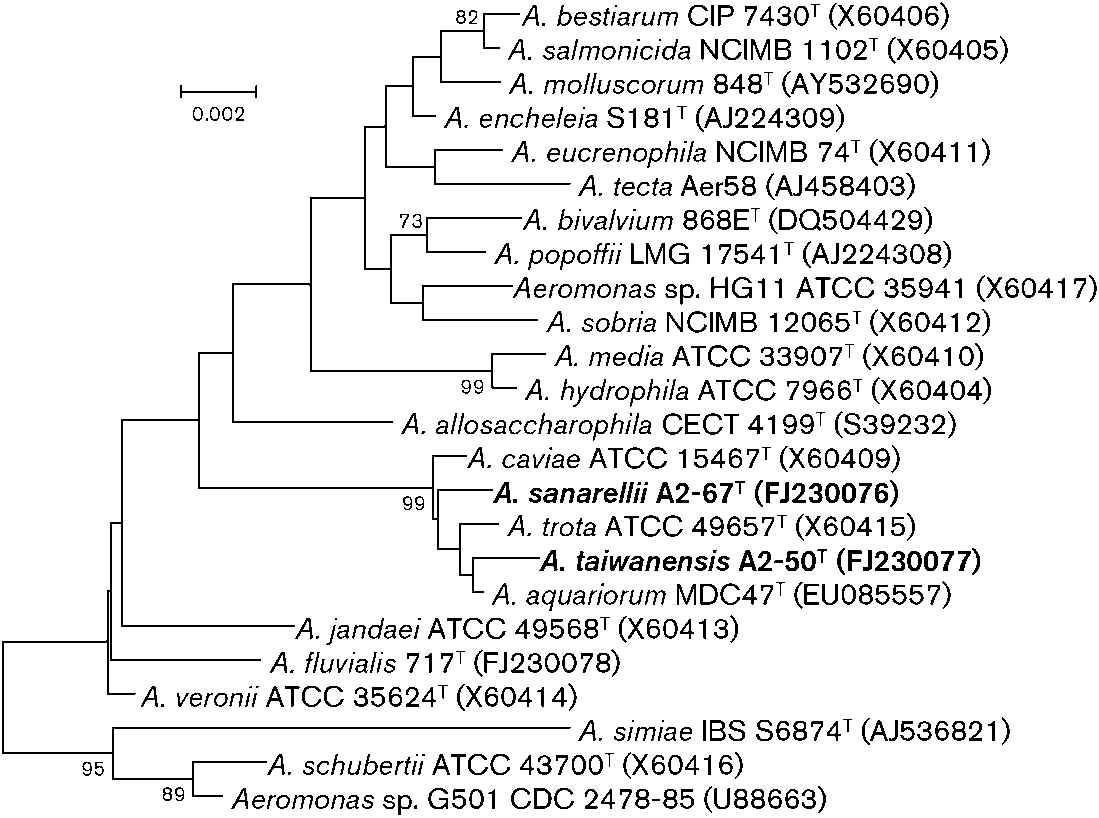 82
A. bestiarum CIP 7430ᵀ (X60406)
A. salmonicida NCIMB 1102ᵀ (X60405)
A. molluscorum 848ᵀ (AY532690)
0.002
A. encheleia S181ᵀ (AJ224309)
A. eucrenophila NCIMB 74ᵀ (X60411)
A. tecta Aer58 (AJ458403)
73
A. bivalvium 868Eᵀ (DQ504429)
A. popoffii LMG 17541ᵀ (AJ224308)
Aeromonas sp. HG11 ATCC 35941 (X60417)
A. sobria NCIMB 12065ᵀ (X60412)
A. media ATCC 33907ᵀ (X60410)
99
A. hydrophila ATCC 7966ᵀ (X60404)
A. allosaccharophila CECT 4199ᵀ (S39232)
A. caviae ATCC 15467ᵀ (X60409)
99
A. sanarellii A2-67ᵀ (FJ230076)
A. trota ATCC 49657ᵀ (X60415)
A. taiwanensis A2-50ᵀ (FJ230077)
A. aquariorum MDC47ᵀ (EU085557)
A. jandaei ATCC 49568ᵀ (X60413)
A. fluvialis 717ᵀ (FJ230078)
A. veronii ATCC 35624ᵀ (X60414)
A. simiae IBS S6874ᵀ (AJ536821)
95
A. schubertii ATCC 43700ᵀ (X60416)
89
Aeromonas sp. G501 CDC 2478-85 (U88663)